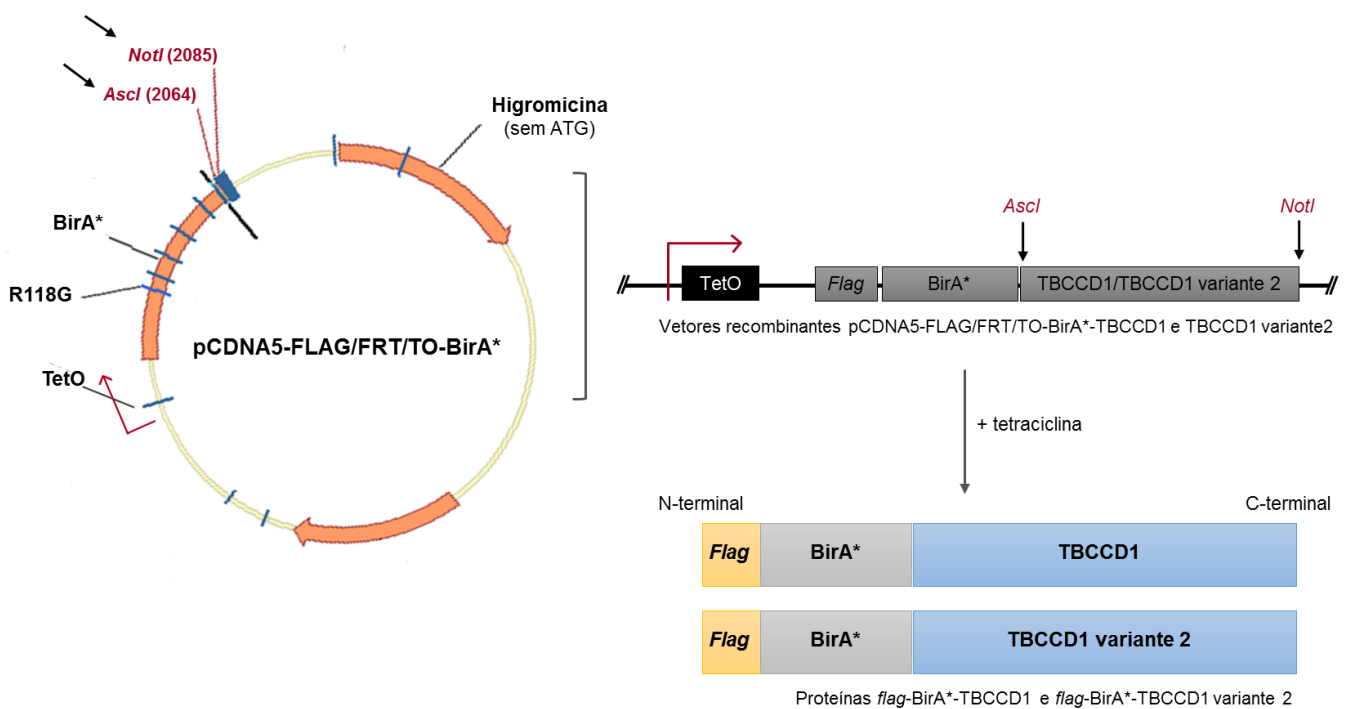 NotI (2085)
AscI (2064)
Higromicina
(sem ATG)
BirA*
R118G
pCDNA5-FLAG/FRT/TO-BirA*
TetO
AscI
NotI
TetO
Flag
BirA*
TBCCD1/TBCCD1 variante 2
Vetores recombinantes pCDNA5-FLAG/FRT/TO-BirA*-TBCCD1 e TBCCD1 variante2
+ tetraciclina
N-terminal
C-terminal
Flag
BirA*
TBCCD1
Flag
BirA*
TBCCD1 variante 2
Proteínas flag-BirA*-TBCCD1 e flag-BirA*-TBCCD1 variante 2